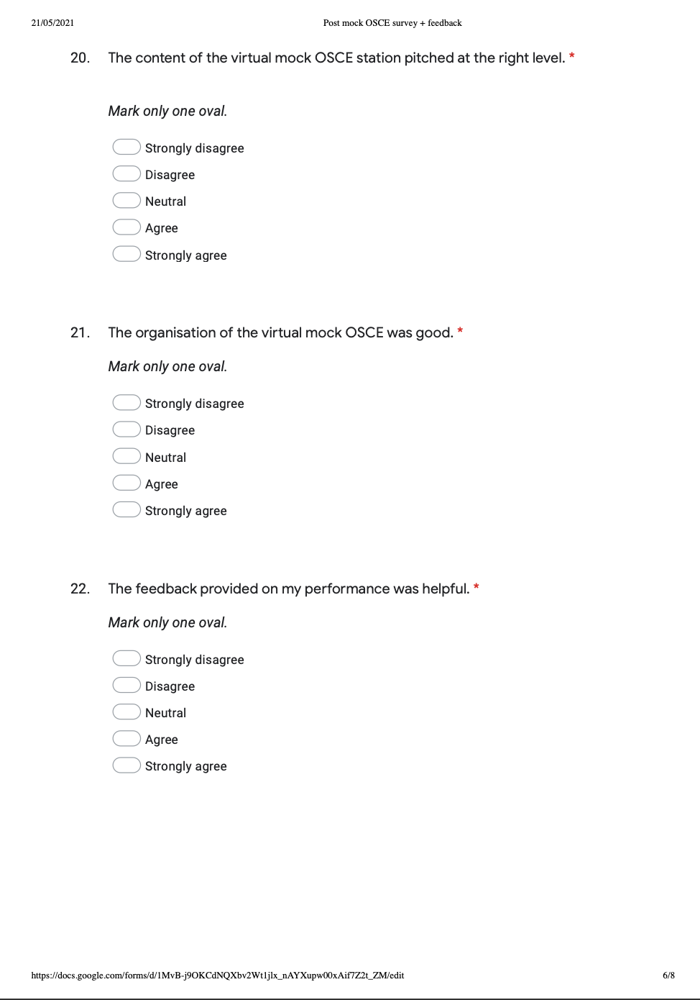 21/05/2021 Post mock OSCE survey + feedback
20. The content of the virtual mock OSCE station pitched at the right level. *
Mark only one oval.
Strongly disagree
Disagree
Neutral
Agree
Strongly agree
21. The organisation of the virtual mock OSCE was good. *
Mark only one oval.
Strongly disagree
Disagree
Neutral
Agree
Strongly agree
22. The feedback provided on my performance was helpful. *
Mark only one oval.
Strongly disagree
Disagree
Neutral
Agree
Strongly agree
https://docs.google.com/forms/d/1MvB-j9OKCdNQXbv2Wt1jlx_nAYXupw00xAif7Z2t_ZM/edit 6/8